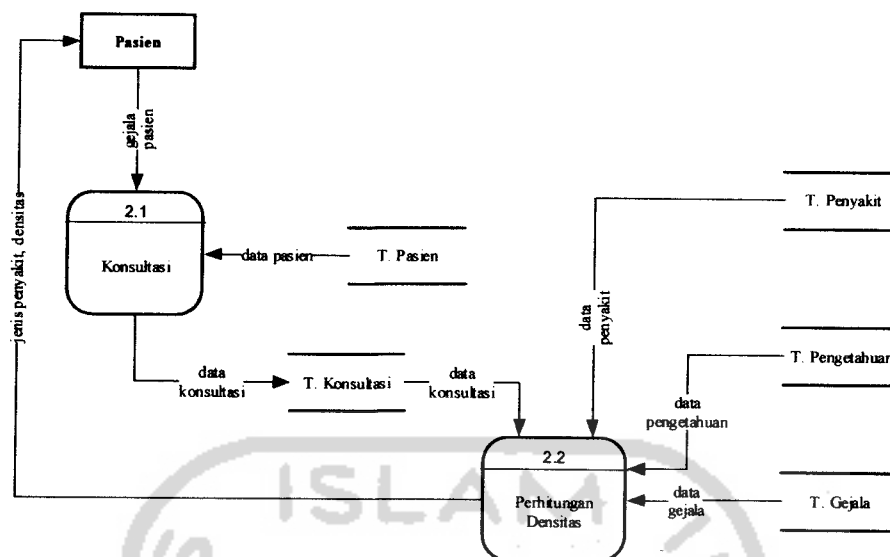 Pasien
gejala
pasien
2.1
Konsultasi
data pasien
T. Pasien
T. Penyakit
jenis penyakit, densitas
data
penyakit
data
konsultasi
T. Konsultasi
data
konsultasi
T. Pengetahuan
data
pengetahuan
2.2
Perhitungan
Densitas
data
gejala
T. Gejala
ISLAM